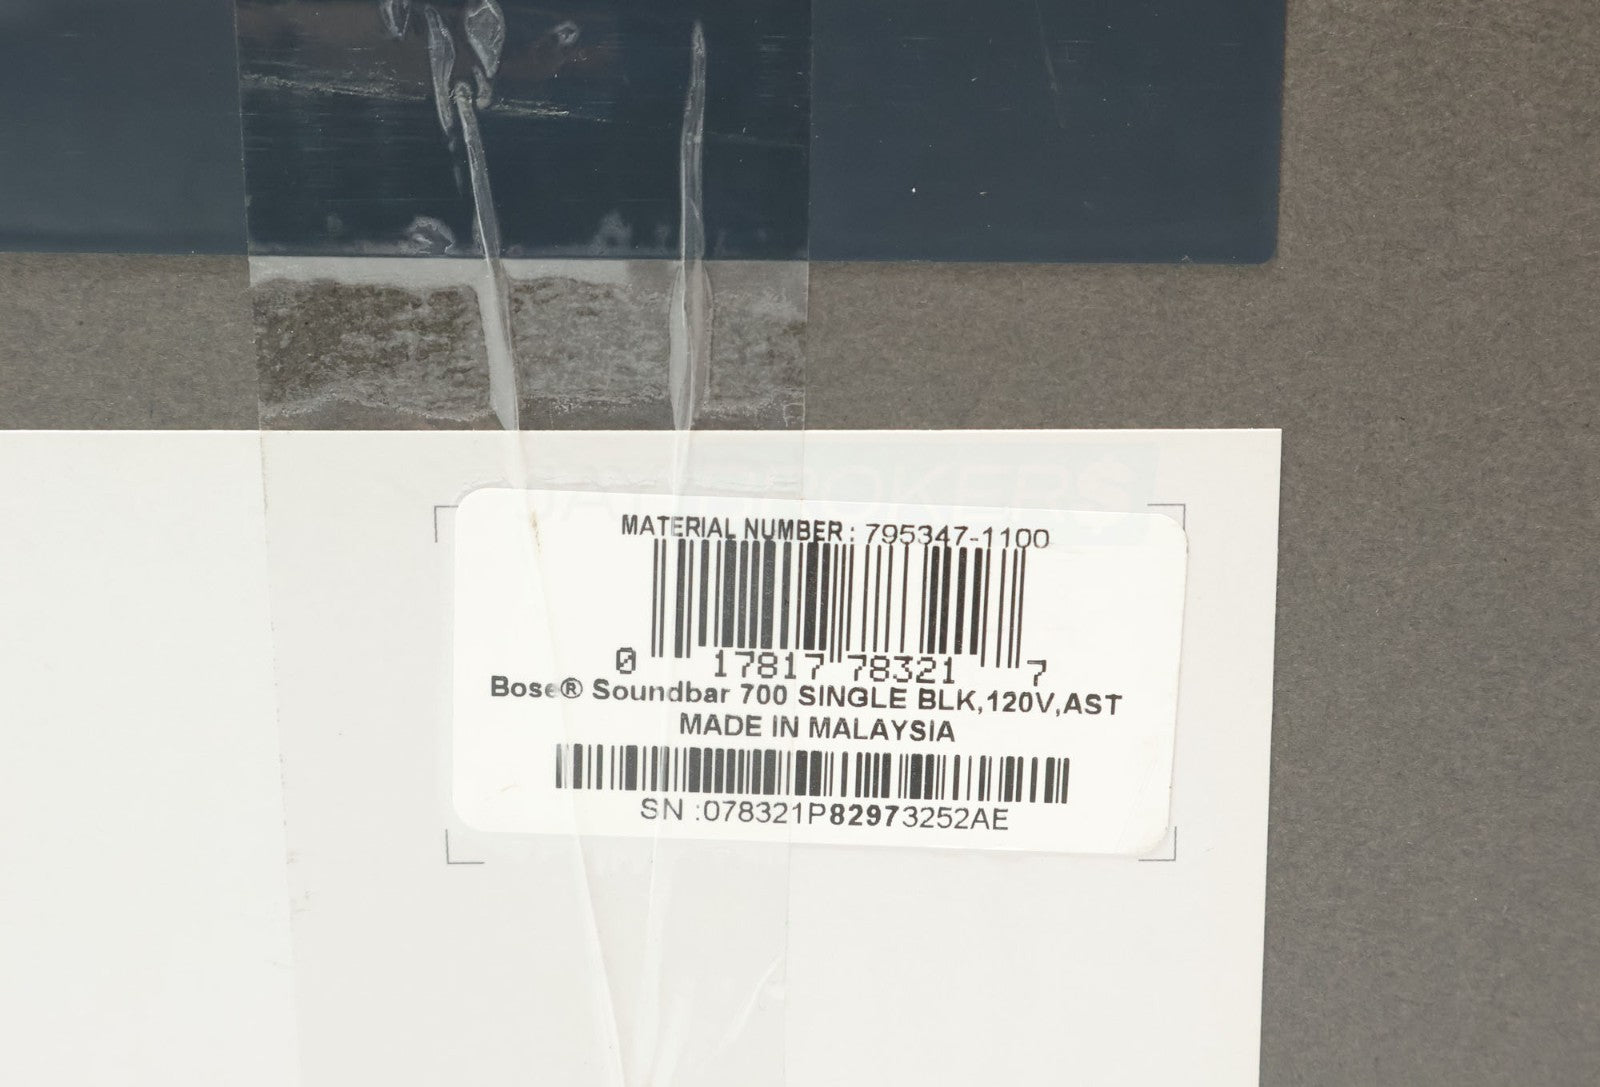 MATERIAL NUMBER: 795347-1100
0 17817 78321 7
Bose® Soundbar 700 SINGLE BLK,120V,AST
MADE IN MALAYSIA
SN :078321P82973252AE